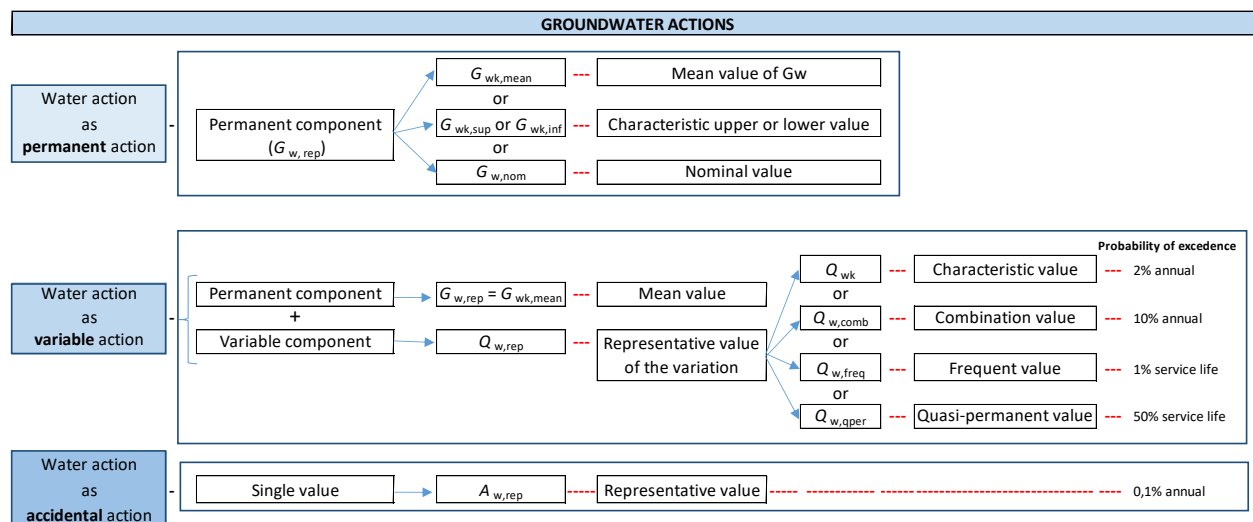 GROUNDWATER ACTIONS
Water action
as
permanent action
-
Permanent component
(G w, rep)
G wk,mean
---
Mean value of Gw
or
G wk,sup or G wk,inf
---
Characteristic upper or lower value
or
G w,nom
---
Nominal value
Water action
as
variable action
-
Permanent component
+
Variable component
G w,rep = G wk,mean
---
Mean value
Q w,rep
---
Representative value
of the variation
Probability of excedence
Q wk
---
Characteristic value
---
2% annual
or
Q w,comb
---
Combination value
---
10% annual
or
Q w,freq
---
Frequent value
---
1% service life
or
Q w,qper
---
Quasi-permanent value
---
50% service life
Water action
as
accidental action
-
Single value
A w,rep
Representative value
0,1% annual